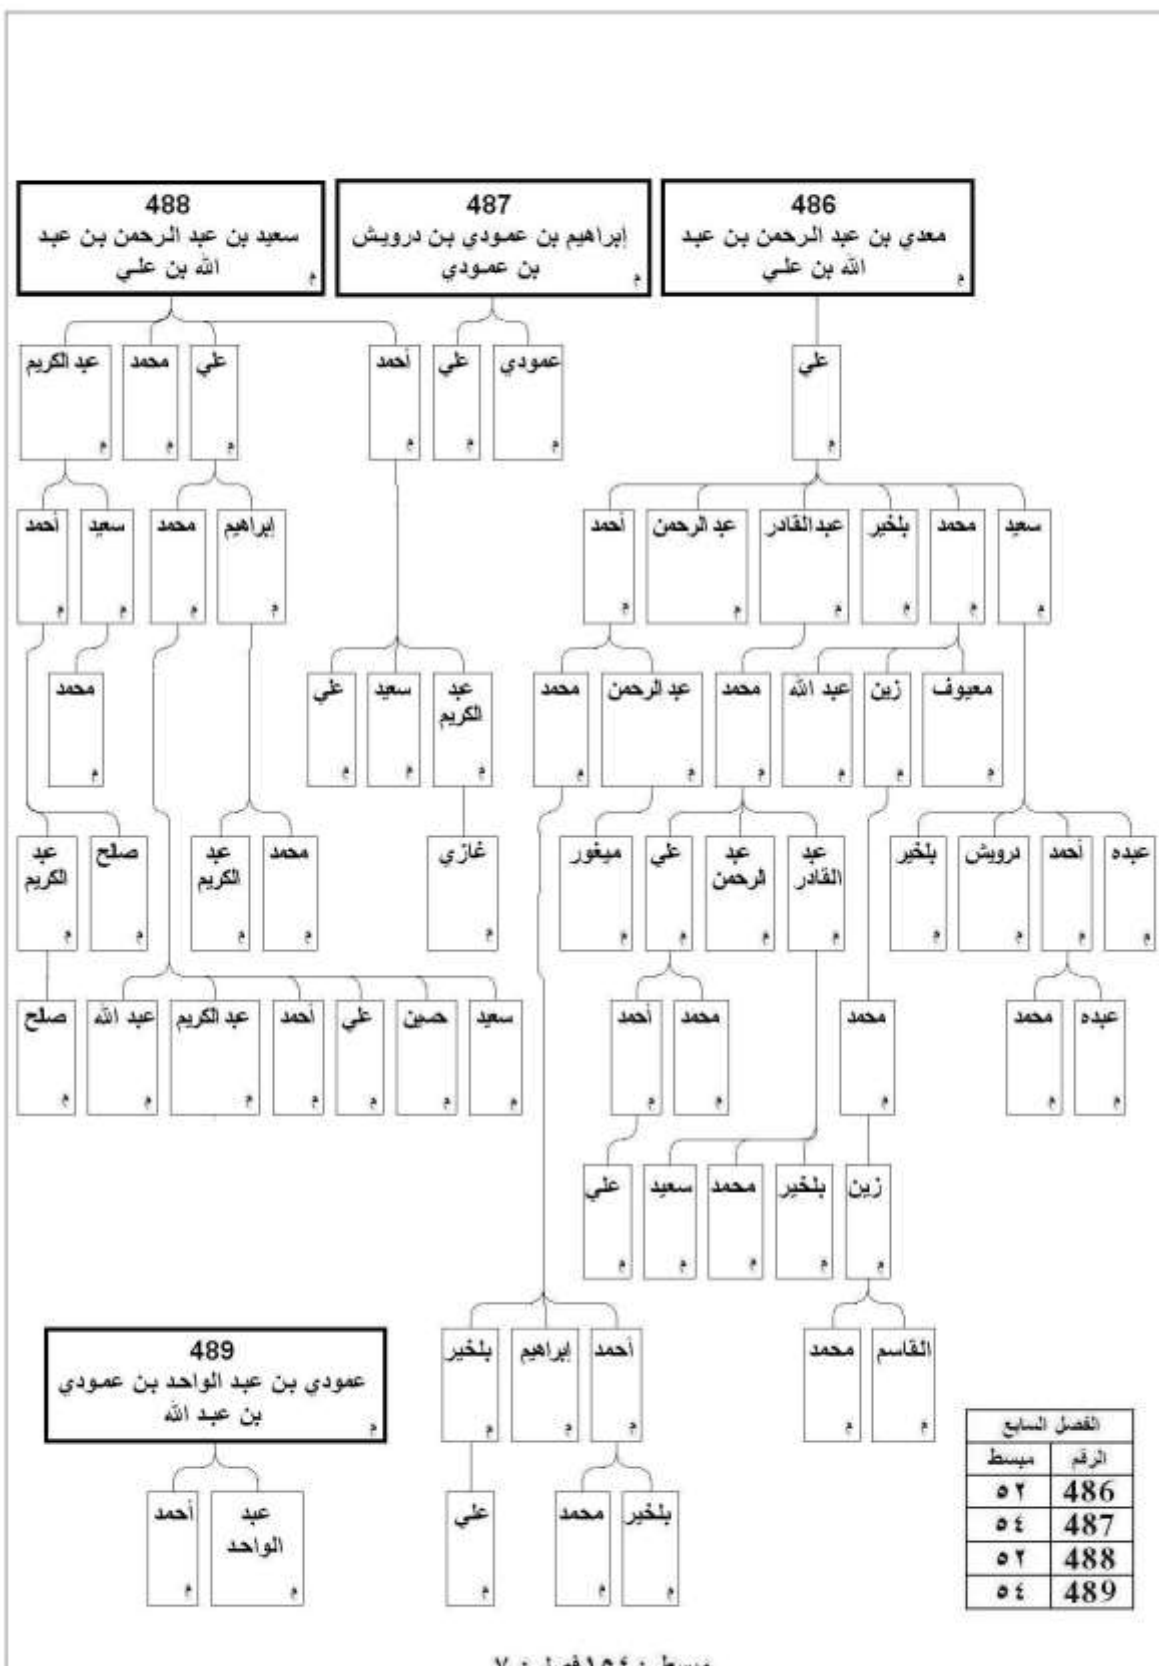 486
معدي بن عبد الرحمن بن عبد
الله بن علي
م
487
إبراهيم بن عمودي بن درويش
بن عمودي
م
488
سعيد بن عبد الرحمن بن عبد
الله بن علي
م
علي م
عمودي م
علي م
أحمد م
علي م
محمد م
عبد الكريم م
سعيد م
محمد م
بلخير م
عبد القادر م
عبد الرحمن م
أحمد م
إبراهيم م
محمد م
سعيد م
أحمد م
معيوف م
زين م
عبد الله م
محمد م
عبد الرحمن م
محمد م
عبد
الكريم م
سعيد م
علي م
محمد م
عبده م
أحمد م
درويش م
بلخير م
عبد
القادر م
عبد
الرحمن م
علي م
ميغور م
غازي م
محمد م
عبد
الكريم م
صلح م
عبد
الكريم م
عبده م
محمد م
محمد م
محمد م
أحمد م
سعيد م
حسين م
علي م
أحمد م
عبد الكريم م
عبد الله م
صلح م
زين م
بلخير م
محمد م
سعيد م
علي م
القاسم م
محمد م
أحمد م
إبراهيم م
بلخير م
489
عمودي بن عبد الواحد بن عمودي
بن عبد الله
م
بلخير م
محمد م
علي م
عبد
الواحد م
أحمد م
الفصل السابع
الرقم مبسط
486 ٥٢
487 ٥٤
488 ٥٢
489 ٥٤